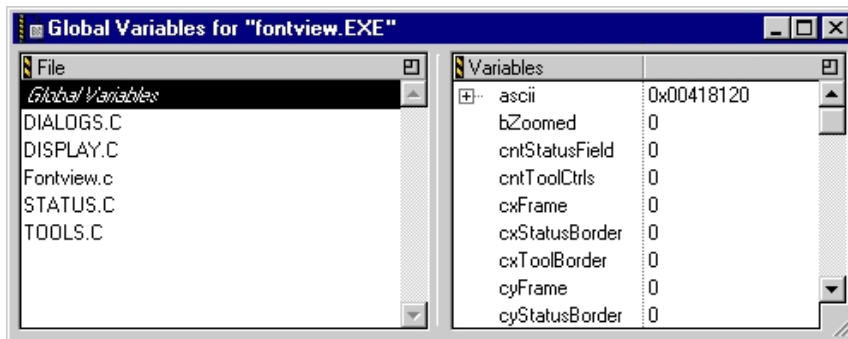 Global Variables for "fontview.EXE"
File
Global Variables
DIALOGS.C
DISPLAY.C
Fontview.c
STATUS.C
TOOLS.C
Variables
ascii 0x00418120
bZoomed 0
cntStatusField 0
cntToolCtrls 0
cxFrame 0
cxStatusBorder 0
cxToolBorder 0
cyFrame 0
cyStatusBorder 0